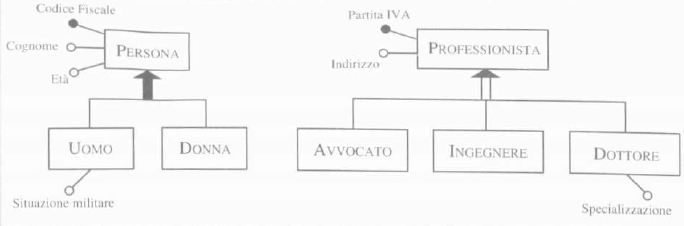 Codice Fiscale
Cognome
Età
PERSONA
UOMO
DONNA
Situazione militare
Partita IVA
Indirizzo
PROFESSIONISTA
AVVOCATO
INGEGNERE
DOTTORE
Specializzazione